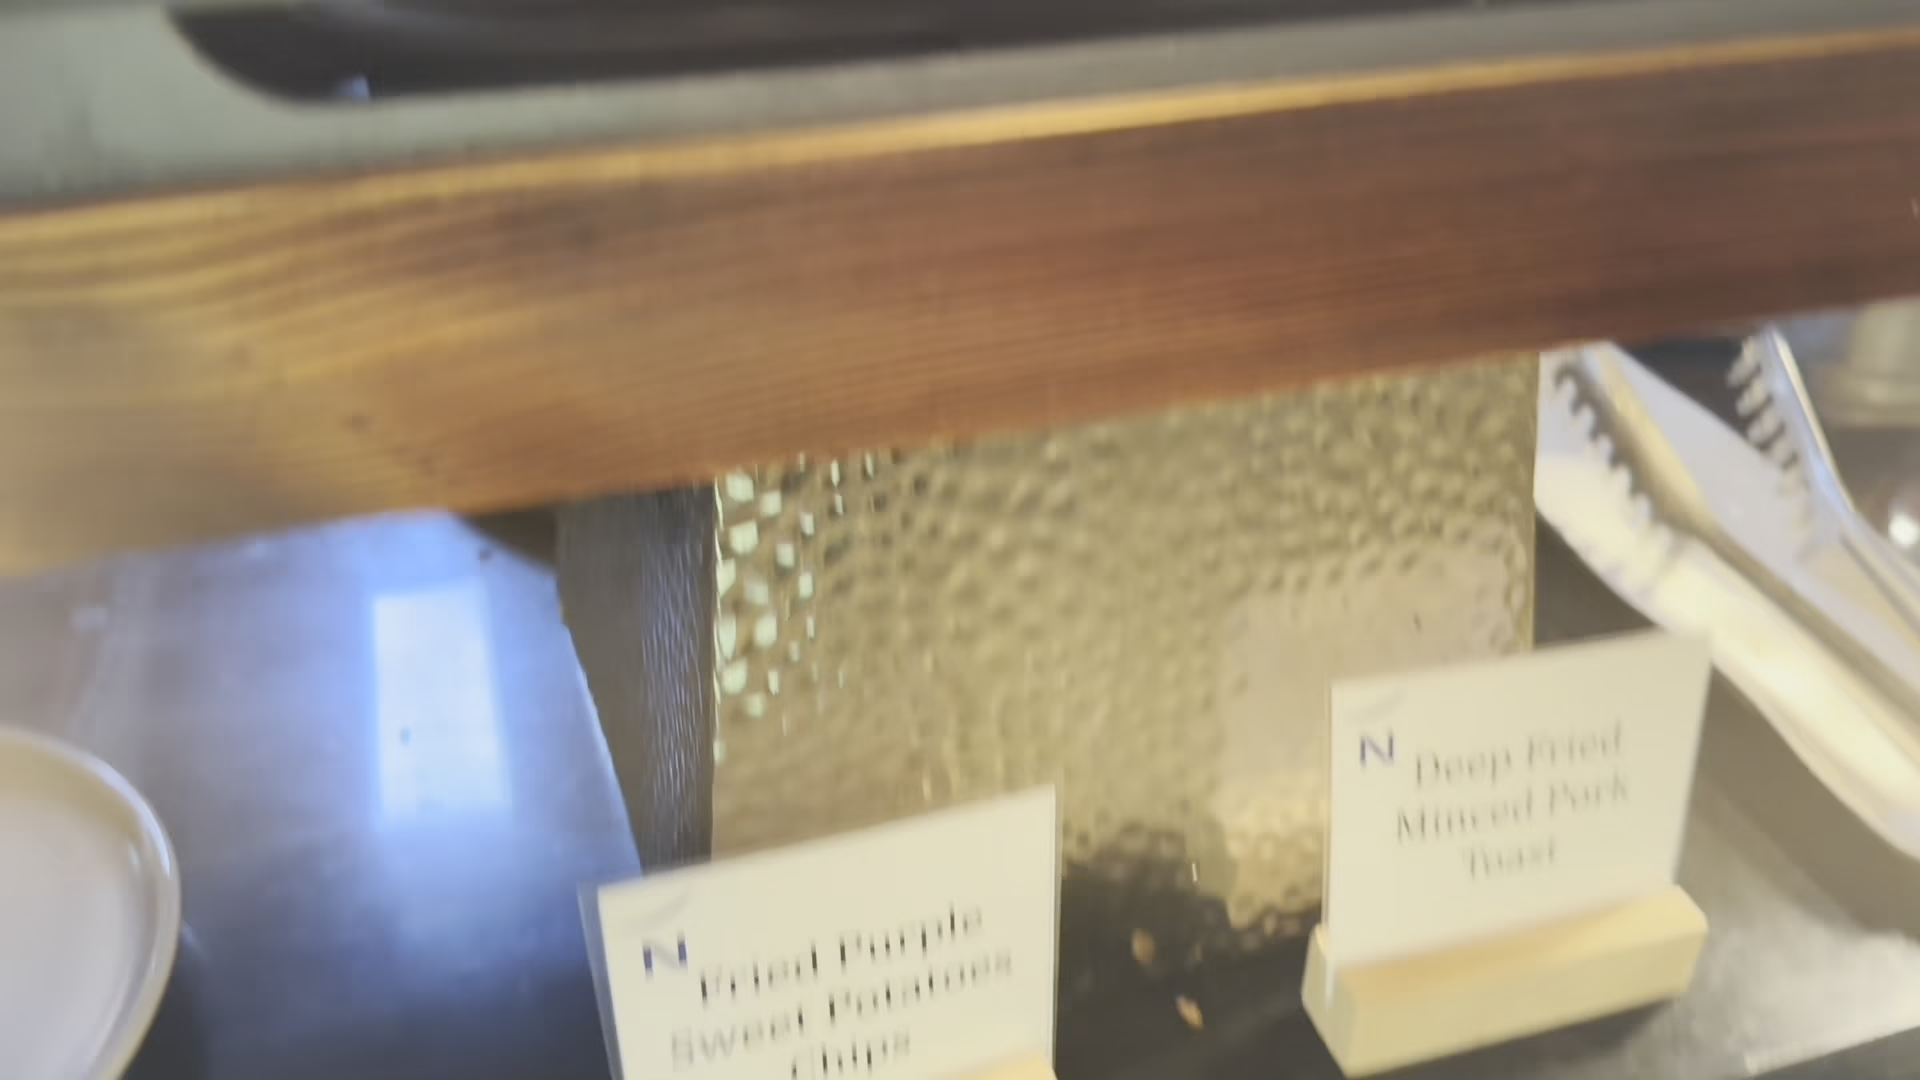 N
Fried Purple
Sweet Potatoes
Chips
N
Deep Fried
Minced Pork
Toast